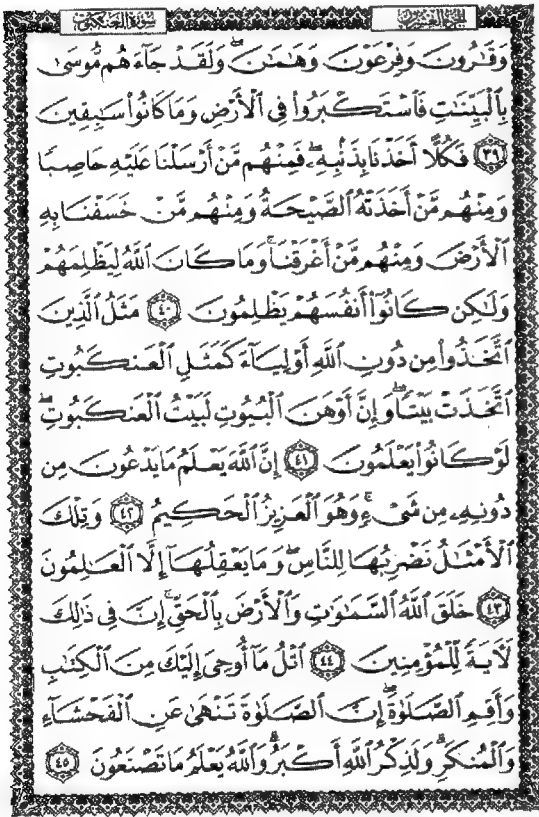 سورة العنكبوت الجزء العشرون
وَقَٰرُونَ وَفِرْعَوْنَ وَهَٰمَٰنَ ۖ وَلَقَدْ جَآءَهُم مُّوسَىٰ
بِٱلْبَيِّنَٰتِ فَٱسْتَكْبَرُوا۟ فِى ٱلْأَرْضِ وَمَا كَانُوا۟ سَٰبِقِينَ
٣٩ فَكُلًّا أَخَذْنَا بِذَنۢبِهِۦ ۖ فَمِنْهُم مَّنْ أَرْسَلْنَا عَلَيْهِ حَاصِبًا
وَمِنْهُم مَّنْ أَخَذَتْهُ ٱلصَّيْحَةُ وَمِنْهُم مَّنْ خَسَفْنَا بِهِ
ٱلْأَرْضَ وَمِنْهُم مَّنْ أَغْرَقْنَا ۚ وَمَا كَانَ ٱللَّهُ لِيَظْلِمَهُمْ
وَلَٰكِن كَانُوٓا۟ أَنفُسَهُمْ يَظْلِمُونَ ٤٠ مَثَلُ ٱلَّذِينَ
ٱتَّخَذُوا۟ مِن دُونِ ٱللَّهِ أَوْلِيَآءَ كَمَثَلِ ٱلْعَنكَبُوتِ
ٱتَّخَذَتْ بَيْتًا ۖ وَإِنَّ أَوْهَنَ ٱلْبُيُوتِ لَبَيْتُ ٱلْعَنكَبُوتِ ۖ
لَوْ كَانُوا۟ يَعْلَمُونَ ٤١ إِنَّ ٱللَّهَ يَعْلَمُ مَا يَدْعُونَ مِن
دُونِهِۦ مِن شَىْءٍ ۚ وَهُوَ ٱلْعَزِيزُ ٱلْحَكِيمُ ٤٢ وَتِلْكَ
ٱلْأَمْثَٰلُ نَضْرِبُهَا لِلنَّاسِ ۖ وَمَا يَعْقِلُهَآ إِلَّا ٱلْعَٰلِمُونَ
٤٣ خَلَقَ ٱللَّهُ ٱلسَّمَٰوَٰتِ وَٱلْأَرْضَ بِٱلْحَقِّ ۚ إِنَّ فِى ذَٰلِكَ
لَءَايَةً لِّلْمُؤْمِنِينَ ٤٤ ٱتْلُ مَآ أُوحِىَ إِلَيْكَ مِنَ ٱلْكِتَٰبِ
وَأَقِمِ ٱلصَّلَوٰةَ ۖ إِنَّ ٱلصَّلَوٰةَ تَنْهَىٰ عَنِ ٱلْفَحْشَآءِ
وَٱلْمُنكَرِ ۗ وَلَذِكْرُ ٱللَّهِ أَكْبَرُ ۗ وَٱللَّهُ يَعْلَمُ مَا تَصْنَعُونَ ٤٥